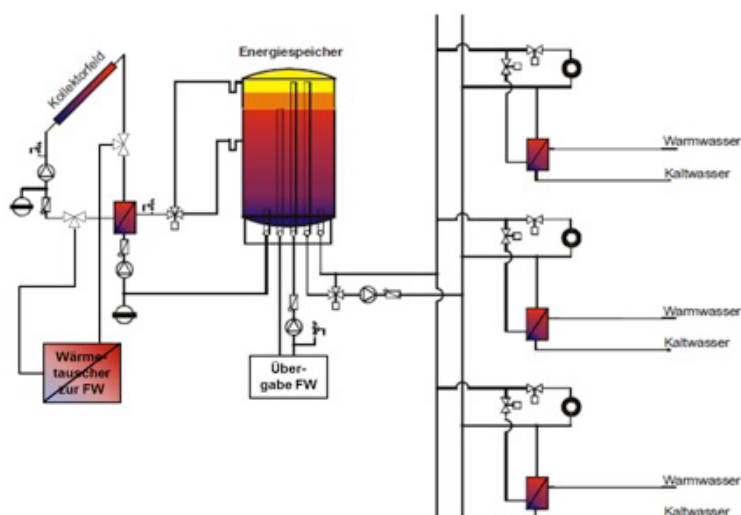 Energiespeicher
Kollektorfeld
Warmwasser
Kaltwasser
Warmwasser
Kaltwasser
Wärme-
tauscher
zur FW
Über-
gabe FW
Warmwasser
Kaltwasser